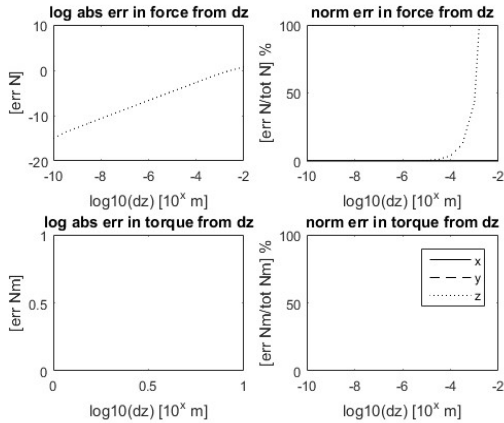 log abs err in force from dz
10
0
-10
-20
[err N]
-10
-8
-6
-4
-2
log10(dz) [10^x m]
norm err in force from dz
100
50
0
[err N/tot N] %
-10
-8
-6
-4
-2
log10(dz) [10^x m]
log abs err in torque from dz
1
0.5
0
[err Nm]
0
0.5
1
log10(dz) [10^x m]
norm err in torque from dz
100
50
0
[err Nm/tot Nm] %
x
y
z
-10
-8
-6
-4
-2
log10(dz) [10^x m]